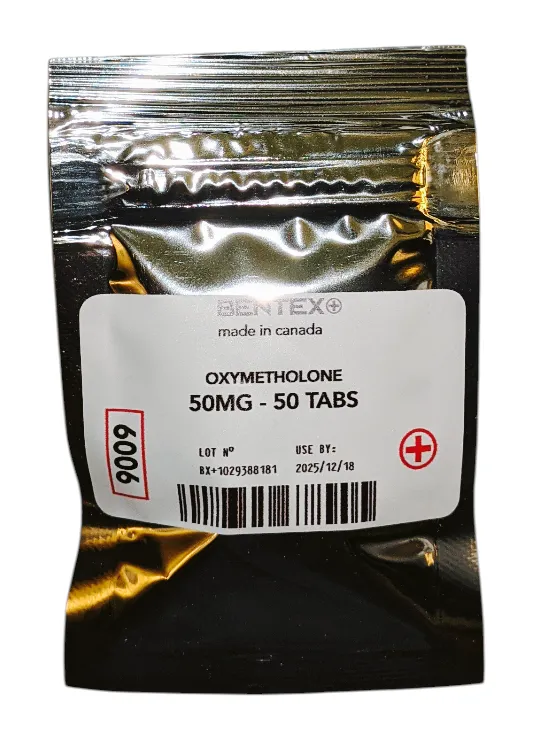 BENTEX+
made in canada
OXYMETHOLONE
50MG - 50 TABS
LOT Nº
BX+1029388181
USE BY:
2025/12/18
9009